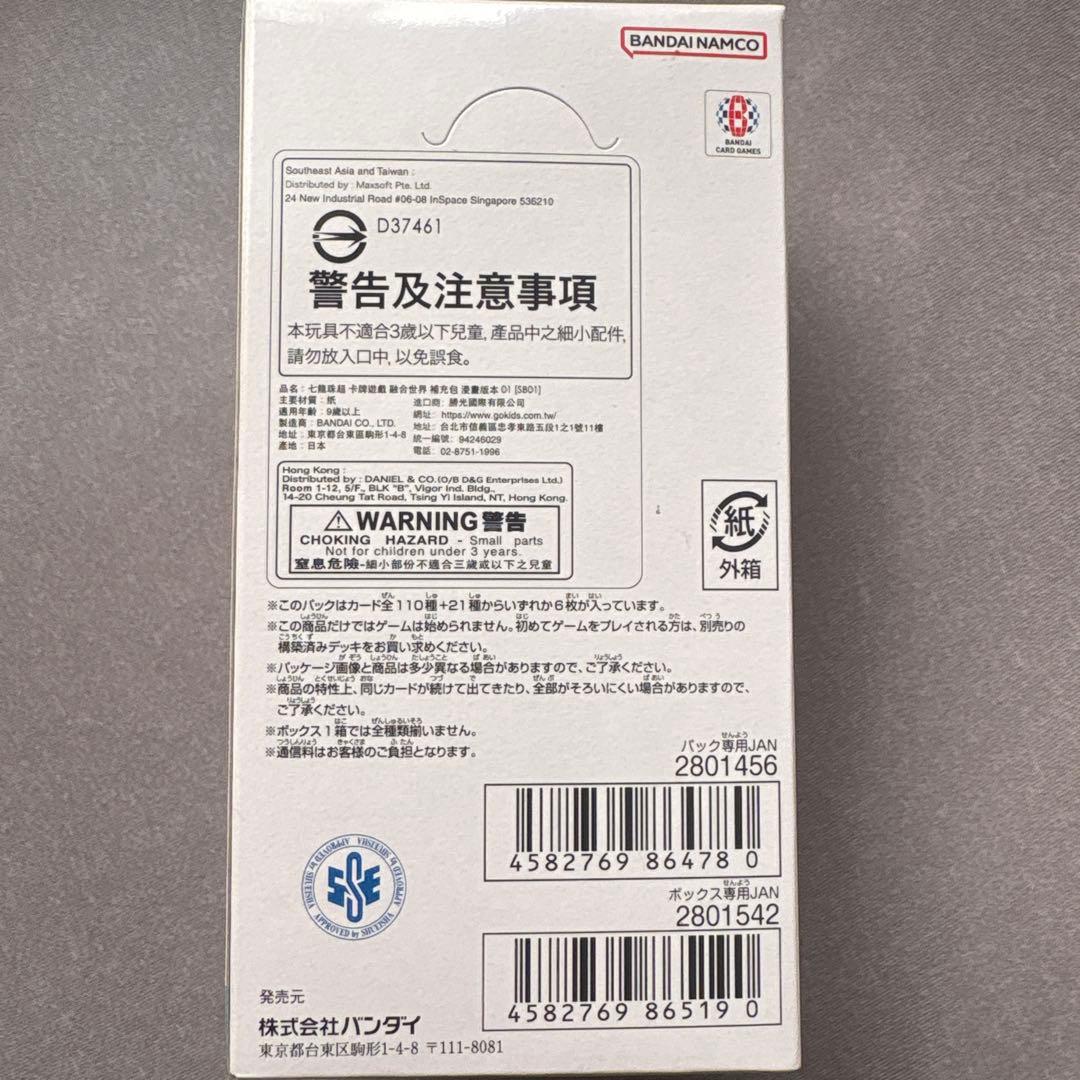 BANDAI NAMCO
BANDAI
CARD GAMES
Southeast Asia and Taiwan :
Distributed by : Maxsoft Pte. Ltd.
24 New Industrial Road #06-08 InSpace Singapore 536210
D37461
警告及注意事項
本玩具不適合3歲以下兒童, 產品中之細小配件,
請勿放入口中, 以免誤食。
品名：七龍珠超 卡牌遊戲 融合世界 補充包 漫畫版本 01 [SB01]
主要材質：紙
適用年齡：9歲以上
製造商：BANDAI CO., LTD.
地址：東京都台東區駒形1-4-8
產地：日本
進口商：勝光國際有限公司
網址：https://www.gokids.com.tw/
地址：台北市信義區忠孝東路五段1之1號11樓
統一編號：94246029
電話：02-8751-1996
Hong Kong :
Distributed by : DANIEL & CO.(O/B D&G Enterprises Ltd.)
Room 1-12, 5/F., BLK "B", Vigor Ind. Bldg.,
14-20 Cheung Tat Road, Tsing Yi Island, NT, Hong Kong.
WARNING 警告
CHOKING HAZARD - Small parts
Not for children under 3 years.
窒息危險-細小部份不適合三歲或以下之兒童
紙
外箱
※このパックはカード全110種+21種からいずれか6枚が入っています。
※この商品だけではゲームは始められません。初めてゲームをプレイされる方は、別売りの
構築済みデッキをお買い求めください。
※パッケージ画像と商品は多少異なる場合がありますので、ご了承ください。
※商品の特性上、同じカードが続けて出てきたり、全部がそろいにくい場合がありますので、
ご了承ください。
※ボックス1箱では全種類揃いません。
※通信料はお客様のご負担となります。
パック専用JAN
2801456
4582769 864780
ボックス専用JAN
2801542
4582769 865190
SSE
APPROVED by SHUEISHA APPROVED by SHUEISHA APPROVED by SHUEISHA
発売元
株式会社バンダイ
東京都台東区駒形1-4-8 〒111-8081